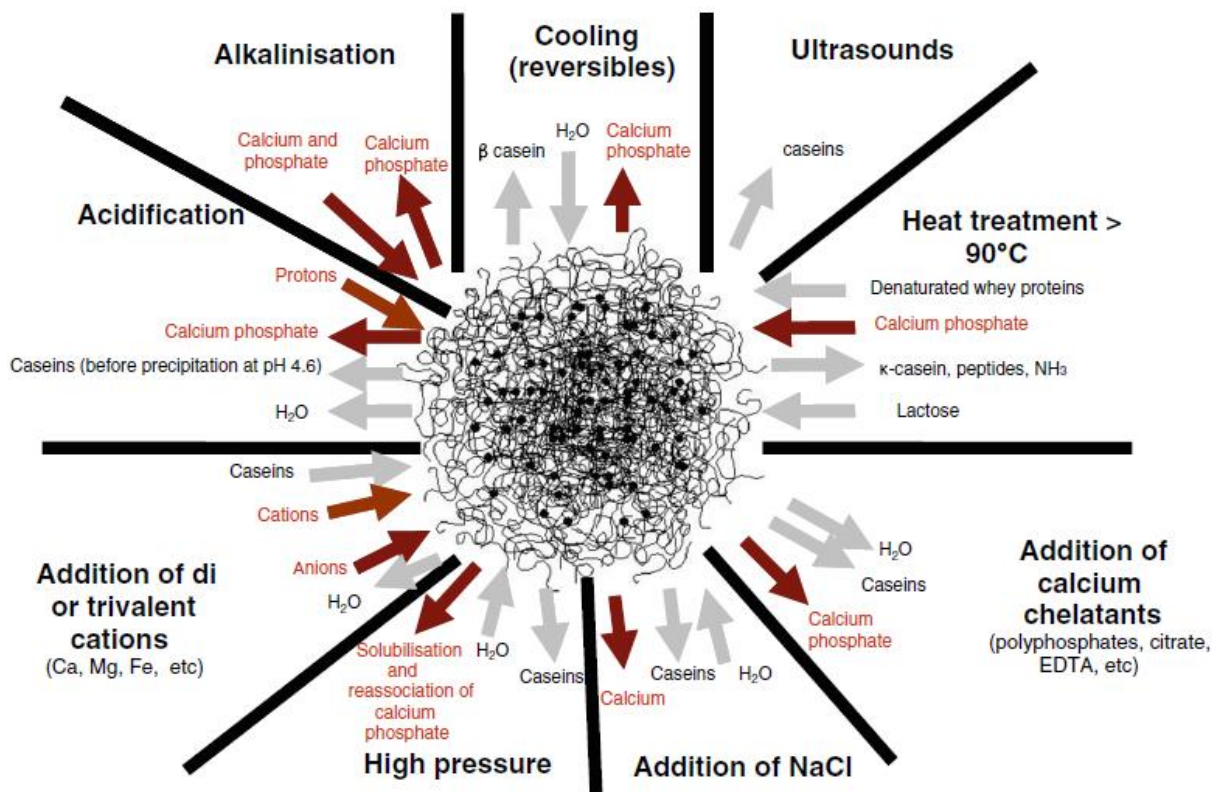 Alkalinisation
Cooling
(reversibles)
Ultrasounds
Calcium and
phosphate
Calcium
phosphate
β casein
H₂O
Calcium
phosphate
caseins
Acidification
Protons
Calcium phosphate
Caseins (before precipitation at pH 4.6)
H₂O
Heat treatment >
90°C
Denaturated whey proteins
Calcium phosphate
κ-casein, peptides, NH₃
Lactose
Caseins
Cations
Anions
H₂O
Addition of di
or trivalent
cations
(Ca, Mg, Fe, etc)
Solubilisation
and
reassociation of
calcium
phosphate
H₂O
Caseins
High pressure
Calcium
Caseins
H₂O
Addition of NaCl
H₂O
Caseins
Calcium
phosphate
Addition of
calcium
chelatants
(polyphosphates, citrate,
EDTA, etc)